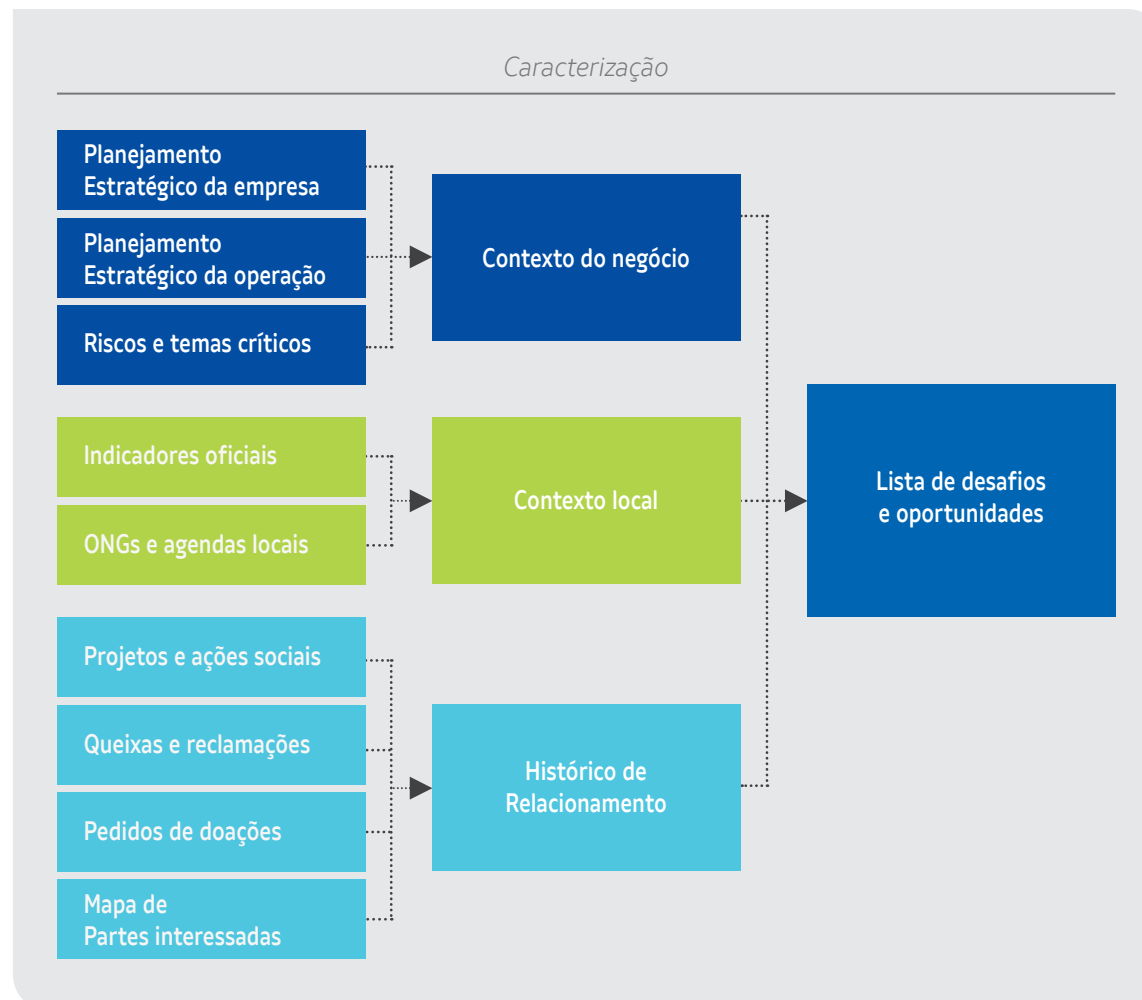 Caracterização
Planejamento
Estratégico da empresa
Planejamento
Estratégico da operação
Riscos e temas críticos
Contexto do negócio
Indicadores oficiais
ONGs e agendas locais
Contexto local
Projetos e ações sociais
Queixas e reclamações
Pedidos de doações
Mapa de
Partes interessadas
Histórico de
Relacionamento
Lista de desafios
e oportunidades